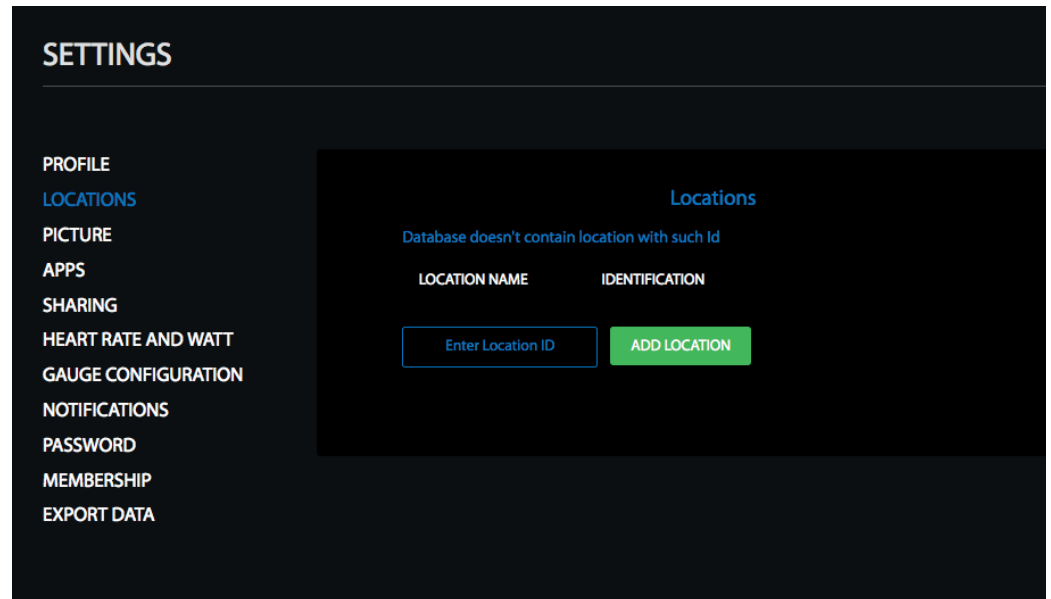 SETTINGS
PROFILE
LOCATIONS
PICTURE
APPS
SHARING
HEART RATE AND WATT
GAUGE CONFIGURATION
NOTIFICATIONS
PASSWORD
MEMBERSHIP
EXPORT DATA
Locations
Database doesn't contain location with such Id
LOCATION NAME IDENTIFICATION
Enter Location ID ADD LOCATION